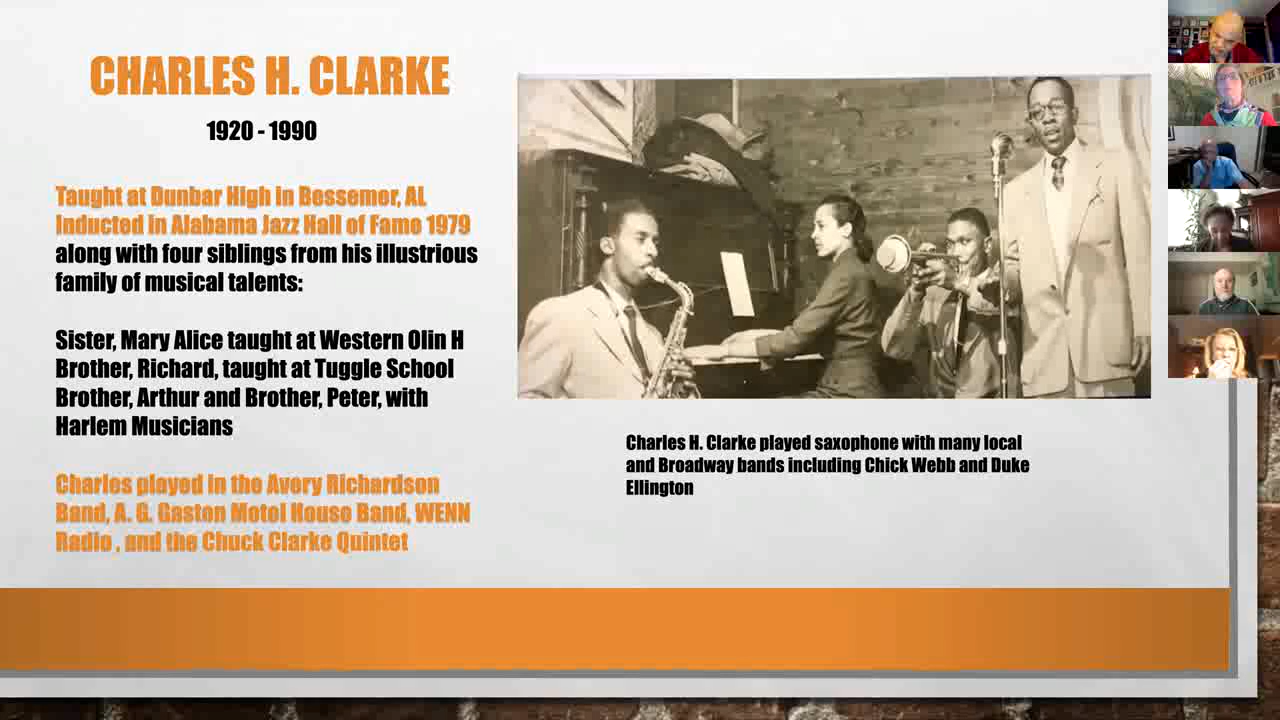 CHARLES H. CLARKE
1920 - 1990
Taught at Dunbar High in Bessemer, AL
Inducted in Alabama Jazz Hall of Fame 1979
along with four siblings from his illustrious
family of musical talents:
Sister, Mary Alice taught at Western Olin H
Brother, Richard, taught at Tuggle School
Brother, Arthur and Brother, Peter, with
Harlem Musicians
Charles played in the Avery Richardson
Band, A. G. Gaston Motol House Band, WENN
Radio , and the Chuck Clarke Quintet
Charles H. Clarke played saxophone with many local
and Broadway bands including Chick Webb and Duke
Ellington